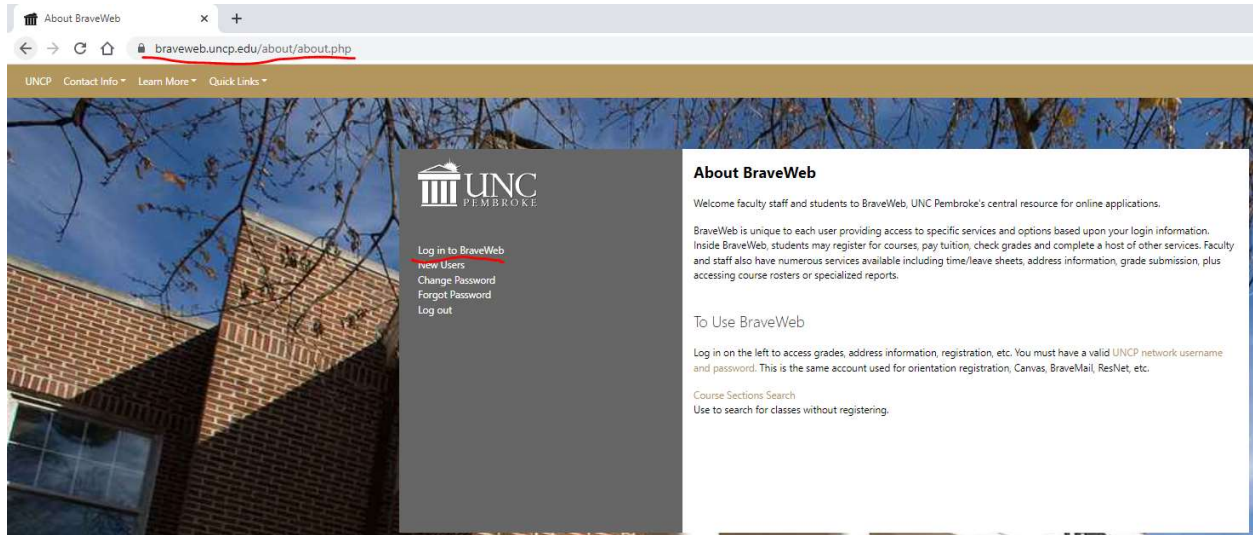 About BraveWeb
braveweb.uncp.edu/about/about.php
UNCP Contact Info Learn More Quick Links
UNC
PEMBROKE
Log in to BraveWeb
New Users
Change Password
Forgot Password
Log out
About BraveWeb
Welcome faculty staff and students to BraveWeb, UNC Pembroke's central resource for online applications.
BraveWeb is unique to each user providing access to specific services and options based upon your login information.
Inside BraveWeb, students may register for courses, pay tuition, check grades and complete a host of other services. Faculty
and staff also have numerous services available including time/leave sheets, address information, grade submission, plus
accessing course rosters or specialized reports.
To Use BraveWeb
Log in on the left to access grades, address information, registration, etc. You must have a valid UNCP network username
and password. This is the same account used for orientation registration, Canvas, BraveMail, ResNet, etc.
Course Sections Search
Use to search for classes without registering.